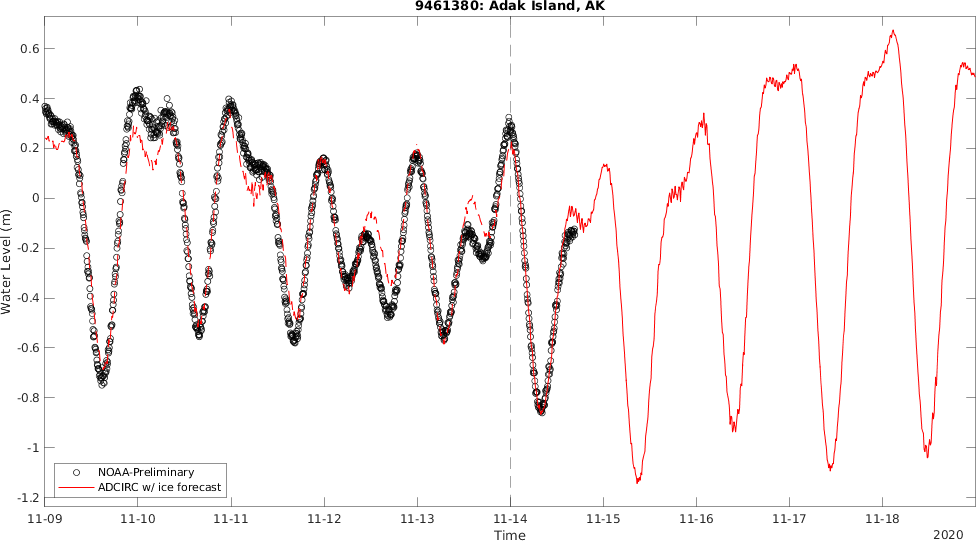 9461380: Adak Island, AK
0.6
0.4
0.2
0
-0.2
-0.4
-0.6
-0.8
-1
-1.2
Water Level (m)
NOAA-Preliminary
ADCIRC w/ ice forecast
11-09 11-10 11-11 11-12 11-13 11-14 11-15 11-16 11-17 11-18
Time
2020